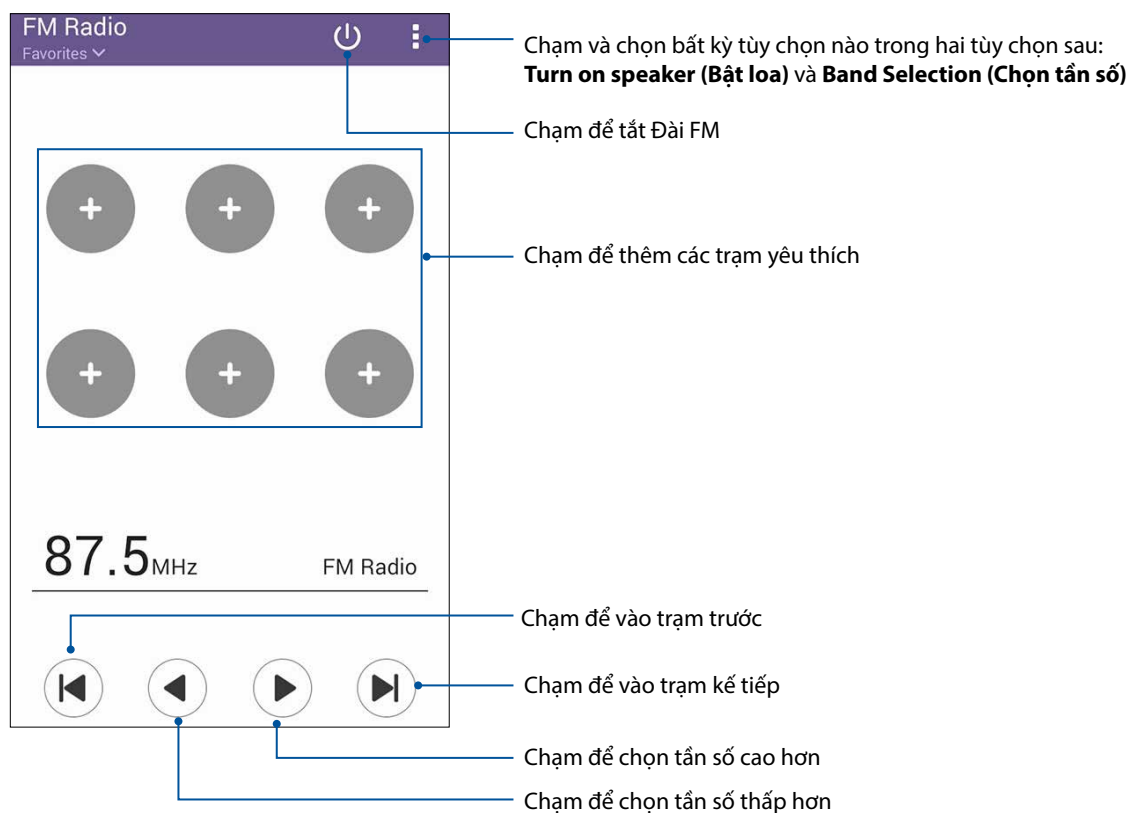 FM Radio
Favorites
Chạm và chọn bất kỳ tùy chọn nào trong hai tùy chọn sau:
Turn on speaker (Bật loa) và Band Selection (Chọn tần số)
Chạm để tắt Đài FM
Chạm để thêm các trạm yêu thích
87.5MHz FM Radio
Chạm để vào trạm trước
Chạm để vào trạm kế tiếp
Chạm để chọn tần số cao hơn
Chạm để chọn tần số thấp hơn